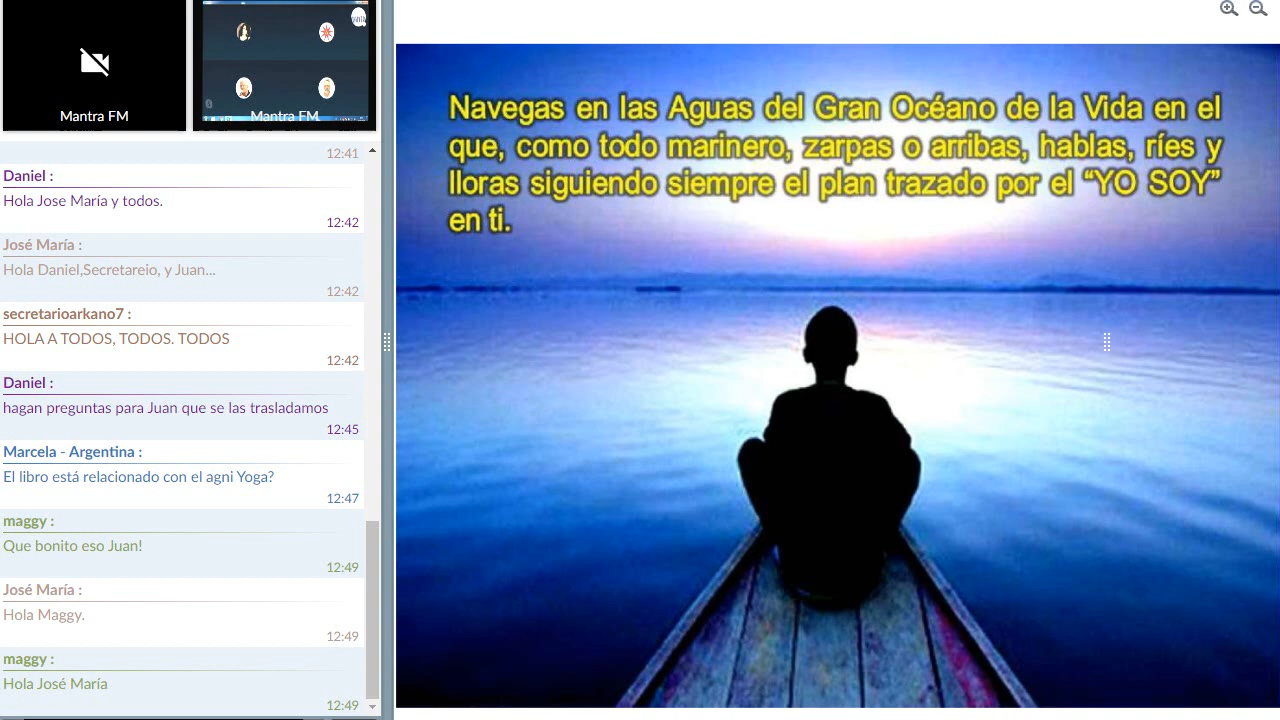 Mantra FM
Mantra FM
12:41
Daniel :
Hola Jose María y todos.
12:42
José María :
Hola Daniel,Secretareio, y Juan...
12:42
secretarioarkano7 :
HOLA A TODOS, TODOS. TODOS
12:42
Daniel :
hagan preguntas para Juan que se las trasladamos
12:45
Marcela - Argentina :
El libro está relacionado con el agni Yoga?
12:47
maggy :
Que bonito eso Juan!
12:49
José María :
Hola Maggy.
12:49
maggy :
Hola José María
12:49
Navegas en las Aguas del Gran Océano de la Vida en el
que, como todo marinero, zarpas o arribas, hablas, ríes y
lloras siguiendo siempre el plan trazado por el “YO SOY”
en ti.